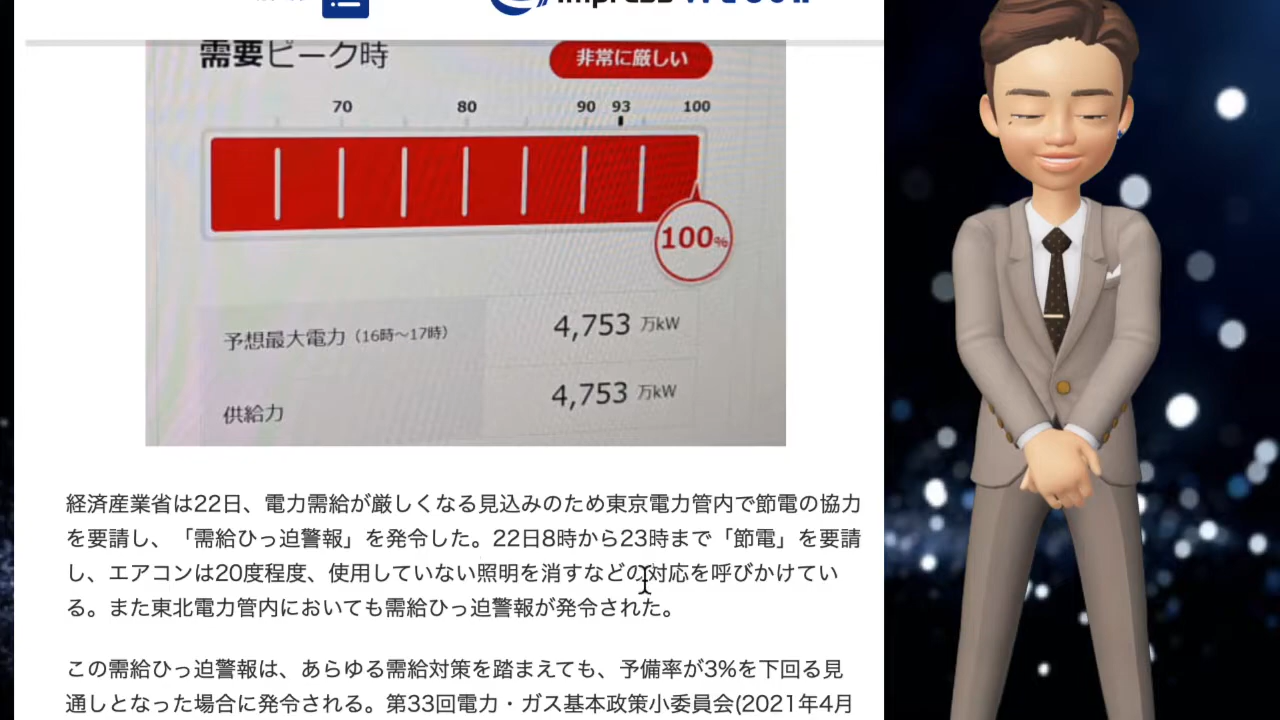 impress Watch
需要ピーク時
非常に厳しい
70 80 90 93 100
100%
予想最大電力（16時〜17時） 4,753 万kW
供給力 4,753 万kW
経済産業省は22日、電力需給が厳しくなる見込みのため東京電力管内で節電の協力
を要請し、「需給ひっ迫警報」を発令した。22日8時から23時まで「節電」を要請
し、エアコンは20度程度、使用していない照明を消すなどの対応を呼びかけてい
る。また東北電力管内においても需給ひっ迫警報が発令された。
この需給ひっ迫警報は、あらゆる需給対策を踏まえても、予備率が3%を下回る見
通しとなった場合に発令される。第33回電力・ガス基本政策小委員会(2021年4月